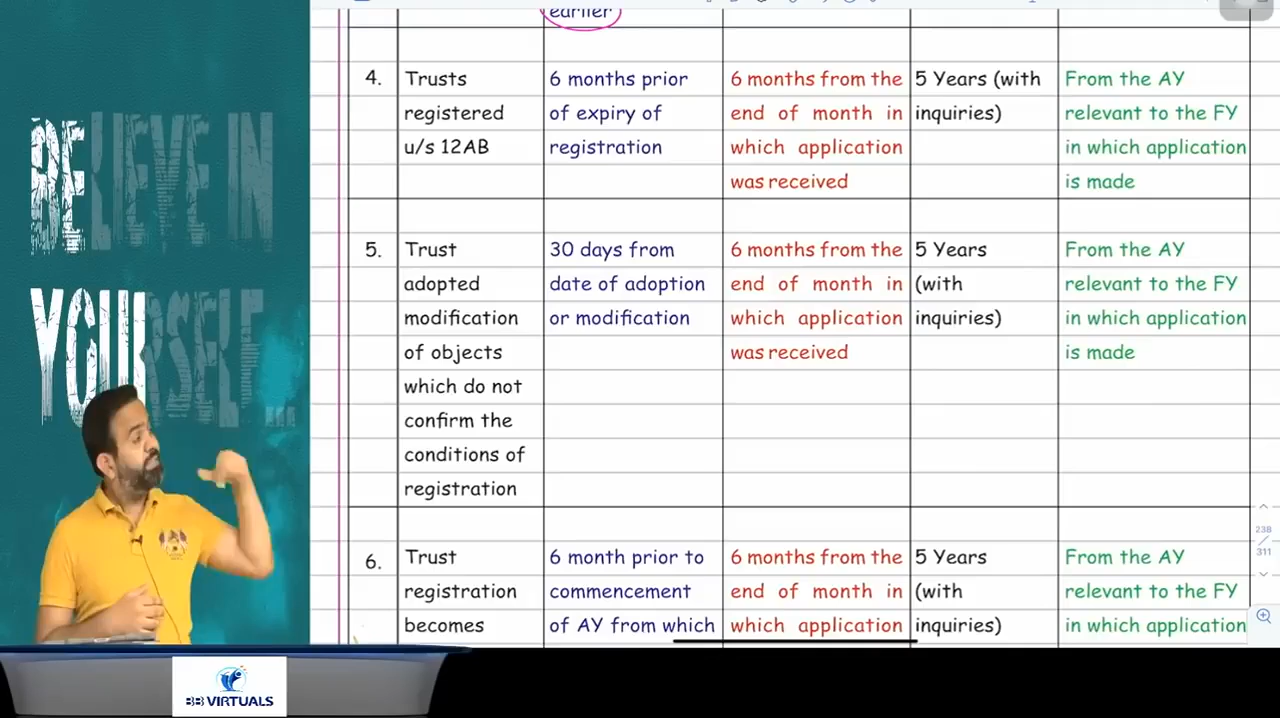 BELIEVE IN
YOURSELF...
earlier
4. Trusts registered u/s 12AB
6 months prior of expiry of registration
6 months from the end of month in which application was received
5 Years (with inquiries)
From the AY relevant to the FY in which application is made
5. Trust adopted modification of objects which do not confirm the conditions of registration
30 days from date of adoption or modification
6 months from the end of month in which application was received
5 Years (with inquiries)
From the AY relevant to the FY in which application is made
6. Trust registration becomes
6 month prior to commencement of AY from which
6 months from the end of month in which application
5 Years (with inquiries)
From the AY relevant to the FY in which application
238
/
311
BB VIRTUALS